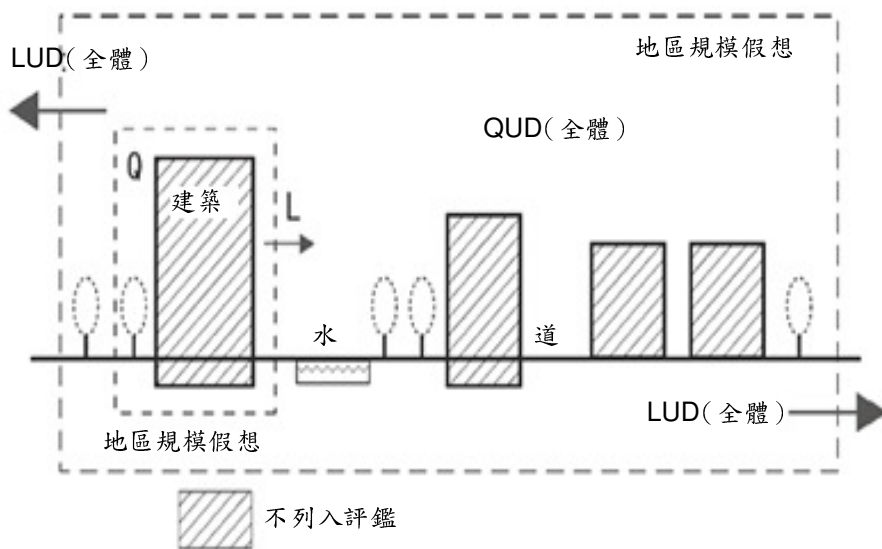 地區規模假想
LUD(全體)
QUD(全體)
Q
建築
L
水
道
LUD(全體)
地區規模假想
不列入評鑑